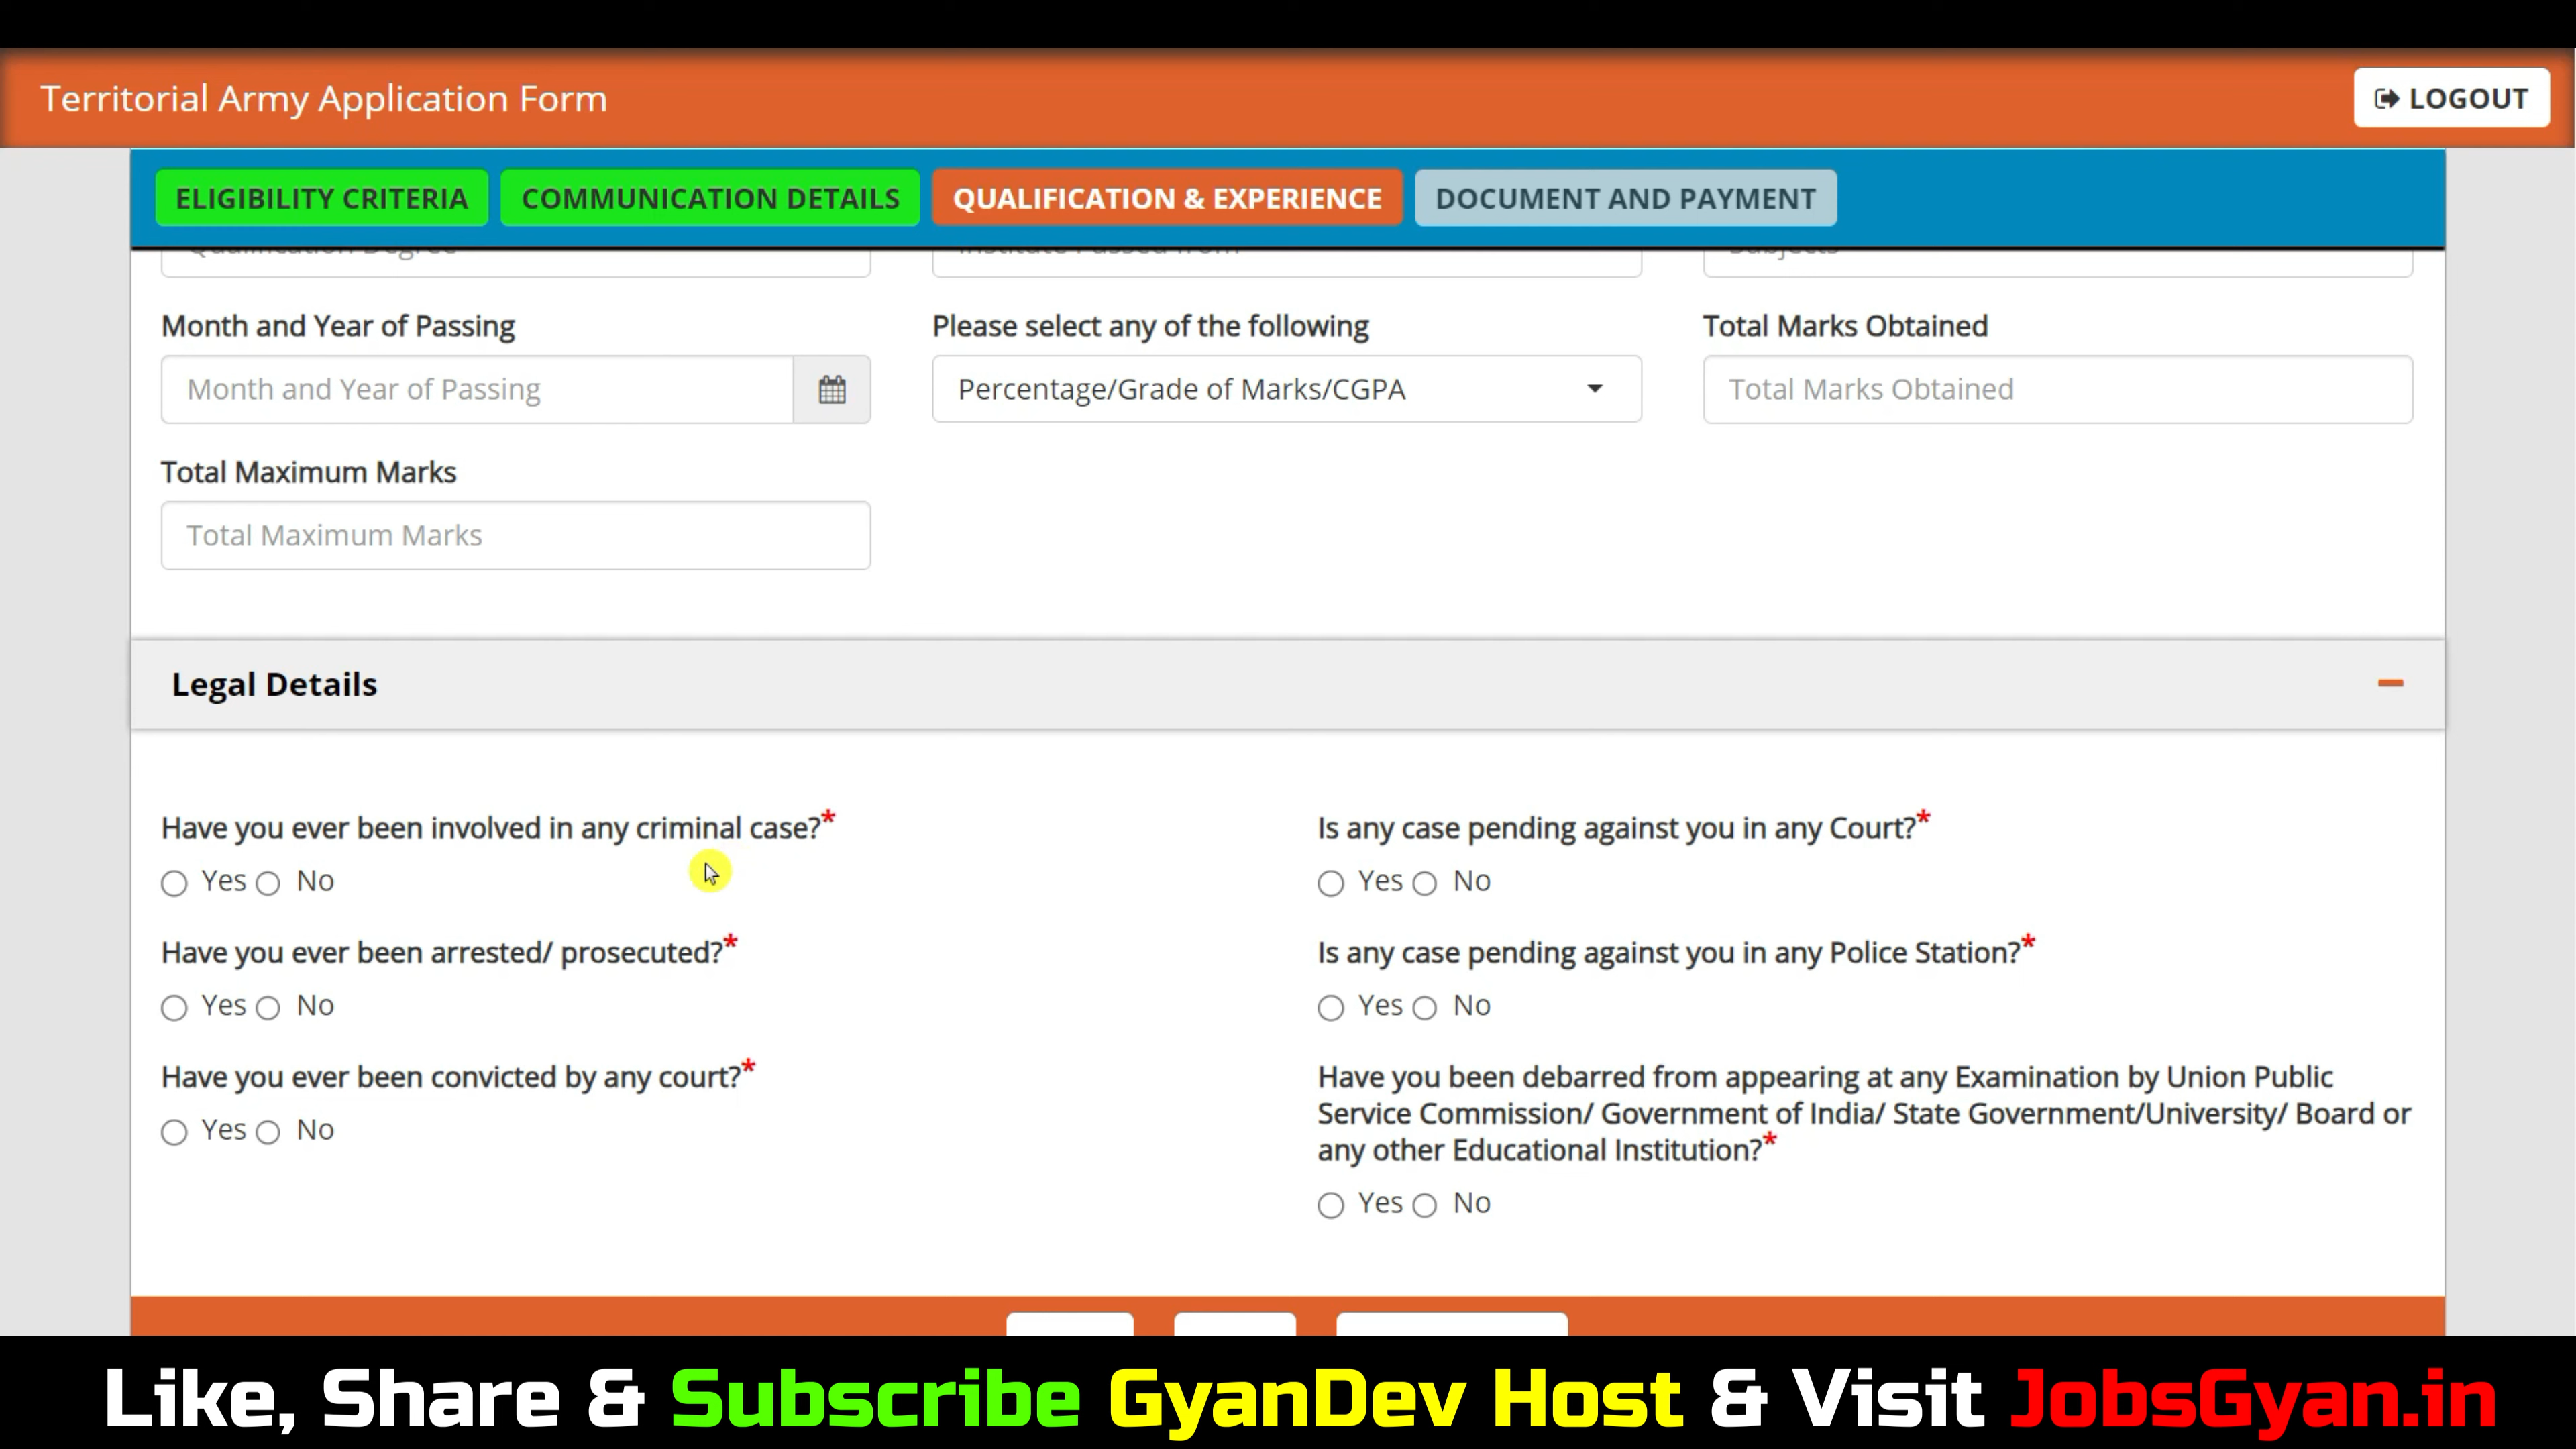 Territorial Army Application Form
LOGOUT
ELIGIBILITY CRITERIA COMMUNICATION DETAILS QUALIFICATION & EXPERIENCE DOCUMENT AND PAYMENT
Qualification Degree Institute Passed from Subjects
Month and Year of Passing Please select any of the following Total Marks Obtained
Month and Year of Passing Percentage/Grade of Marks/CGPA Total Marks Obtained
Total Maximum Marks
Total Maximum Marks
Legal Details
Have you ever been involved in any criminal case?* Is any case pending against you in any Court?*
Yes No Yes No
Have you ever been arrested/ prosecuted?* Is any case pending against you in any Police Station?*
Yes No Yes No
Have you ever been convicted by any court?* Have you been debarred from appearing at any Examination by Union Public
Service Commission/ Government of India/ State Government/University/ Board or
any other Educational Institution?*
Yes No
Yes No
Like, Share & Subscribe GyanDev Host & Visit JobsGyan.in